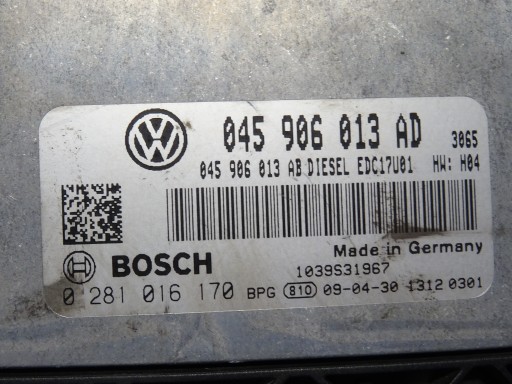 045 906 013 AD 3065
045 906 013 AB DIESEL EDC17U01 HW: H04
Made in Germany
BOSCH 1039S31967
0 281 016 170 BPG 81D 09-04-30 1312 0301